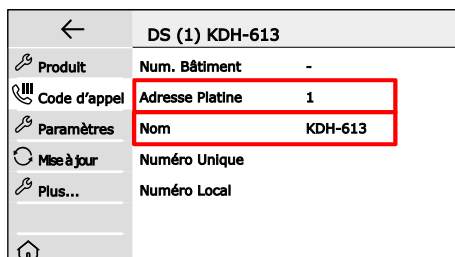 DS (1) KDH-613
Produit
Num. Bâtiment -
Code d'appel
Adresse Platine 1
Paramètres
Nom KDH-613
Mise à jour
Numéro Unique
Plus...
Numéro Local